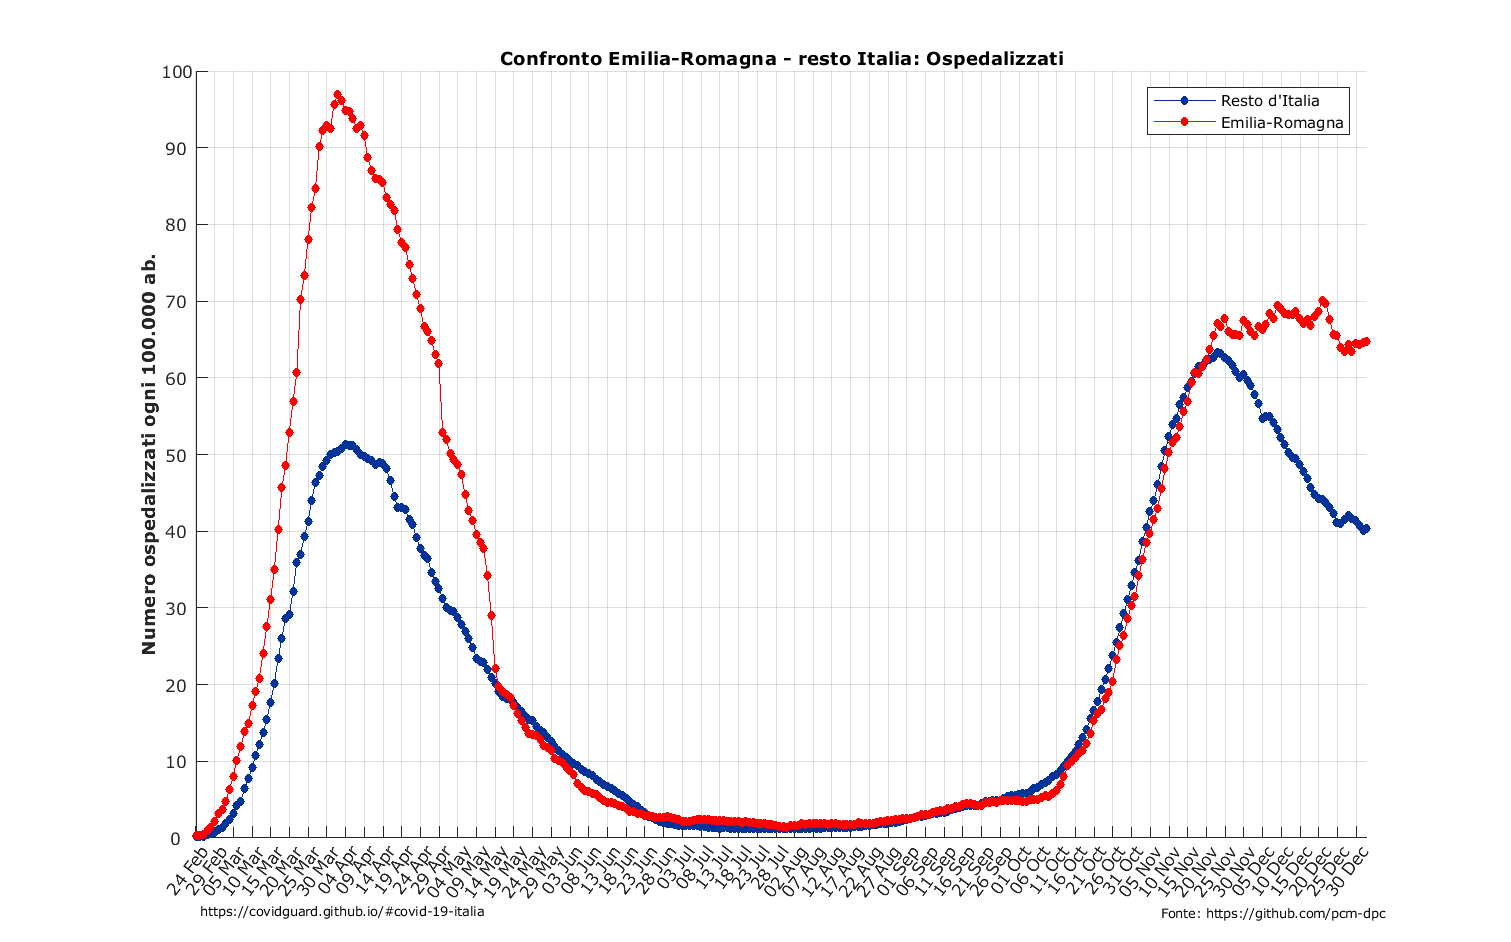 Confronto Emilia-Romagna - resto Italia: Ospedalizzati
Resto d'Italia
Emilia-Romagna
Numero ospedalizzati ogni 100.000 ab.
100
90
80
70
60
50
40
30
20
10
0
24 Feb
29 Feb
05 Mar
10 Mar
15 Mar
20 Mar
25 Mar
30 Mar
04 Apr
09 Apr
14 Apr
19 Apr
24 Apr
29 Apr
04 May
09 May
14 May
19 May
24 May
29 May
03 Jun
08 Jun
13 Jun
18 Jun
23 Jun
28 Jun
03 Jul
08 Jul
13 Jul
18 Jul
23 Jul
28 Jul
02 Aug
07 Aug
12 Aug
17 Aug
22 Aug
27 Aug
01 Sep
06 Sep
11 Sep
16 Sep
21 Sep
26 Sep
01 Oct
06 Oct
11 Oct
16 Oct
21 Oct
26 Oct
31 Oct
05 Nov
10 Nov
15 Nov
20 Nov
25 Nov
30 Nov
05 Dec
10 Dec
15 Dec
20 Dec
25 Dec
30 Dec
https://covidguard.github.io/#covid-19-italia
Fonte: https://github.com/pcm-dpc